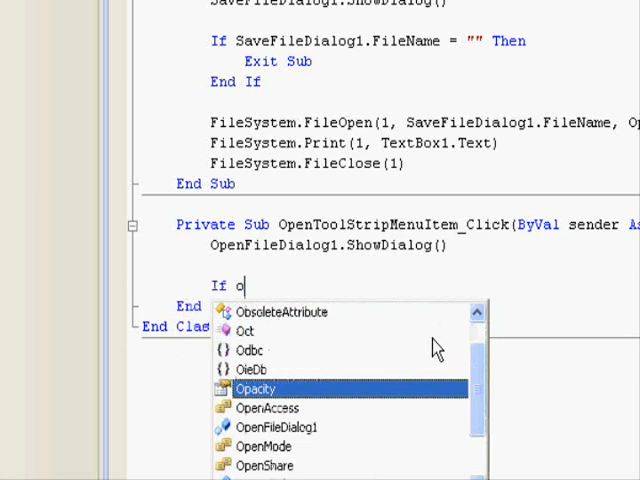 SaveFileDialog1.ShowDialog()
If SaveFileDialog1.FileName = "" Then
Exit Sub
End If
FileSystem.FileOpen(1, SaveFileDialog1.FileName, Op
FileSystem.Print(1, TextBox1.Text)
FileSystem.FileClose(1)
End Sub
Private Sub OpenToolStripMenuItem_Click(ByVal sender As
OpenFileDialog1.ShowDialog()
If o
End
End Clas
ObsoleteAttribute
Oct
Odbc
OleDb
Opacity
OpenAccess
OpenFileDialog1
OpenMode
OpenShare